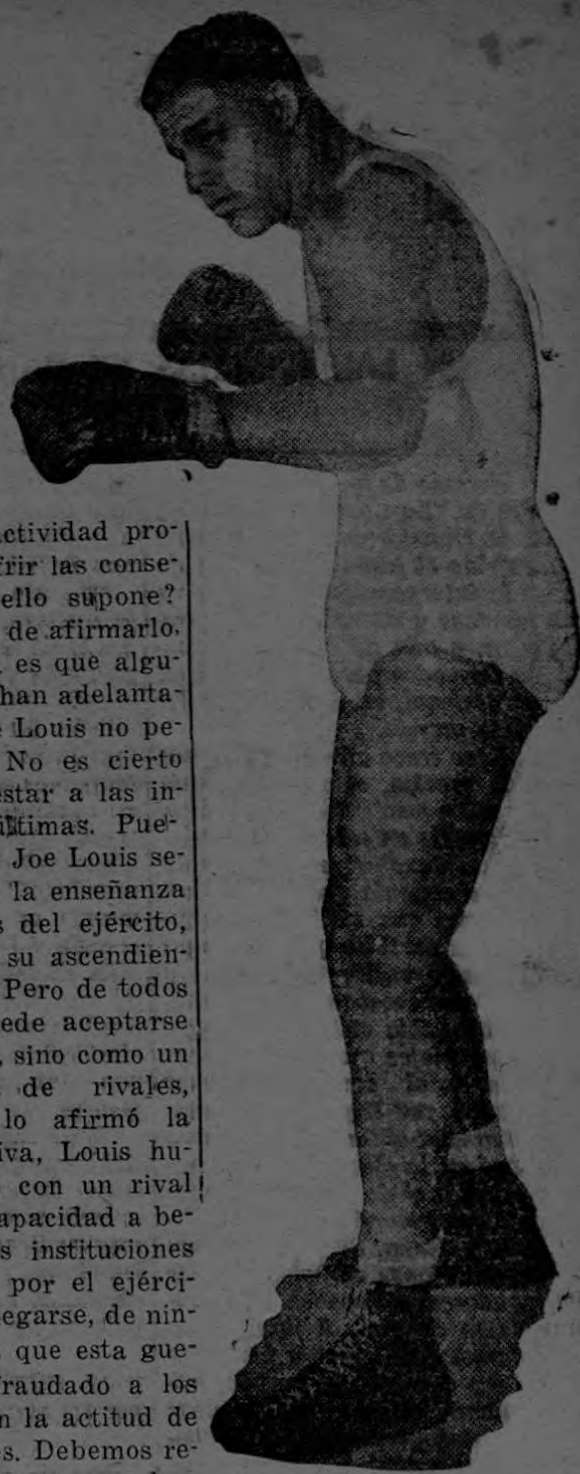 ctividad pro-
frir las conse-
ello supone?
de afirmarlo.
es que algu-
han adelanta-
Louis no pe-
No es cierto
estar a las in-
timas. Pue-
Joe Louis se-
la enseñanza
s del ejército,
su ascendien-
Pero de todos
ede aceptarse
, sino como un
de rivales,
lo afirmó la
iva, Louis hu-
con un rival
apacidad a be-
s instituciones
por el ejérci-
egarse, de nin-
que esta gue-
fraudado a los
n la actitud de
es. Debemos re-